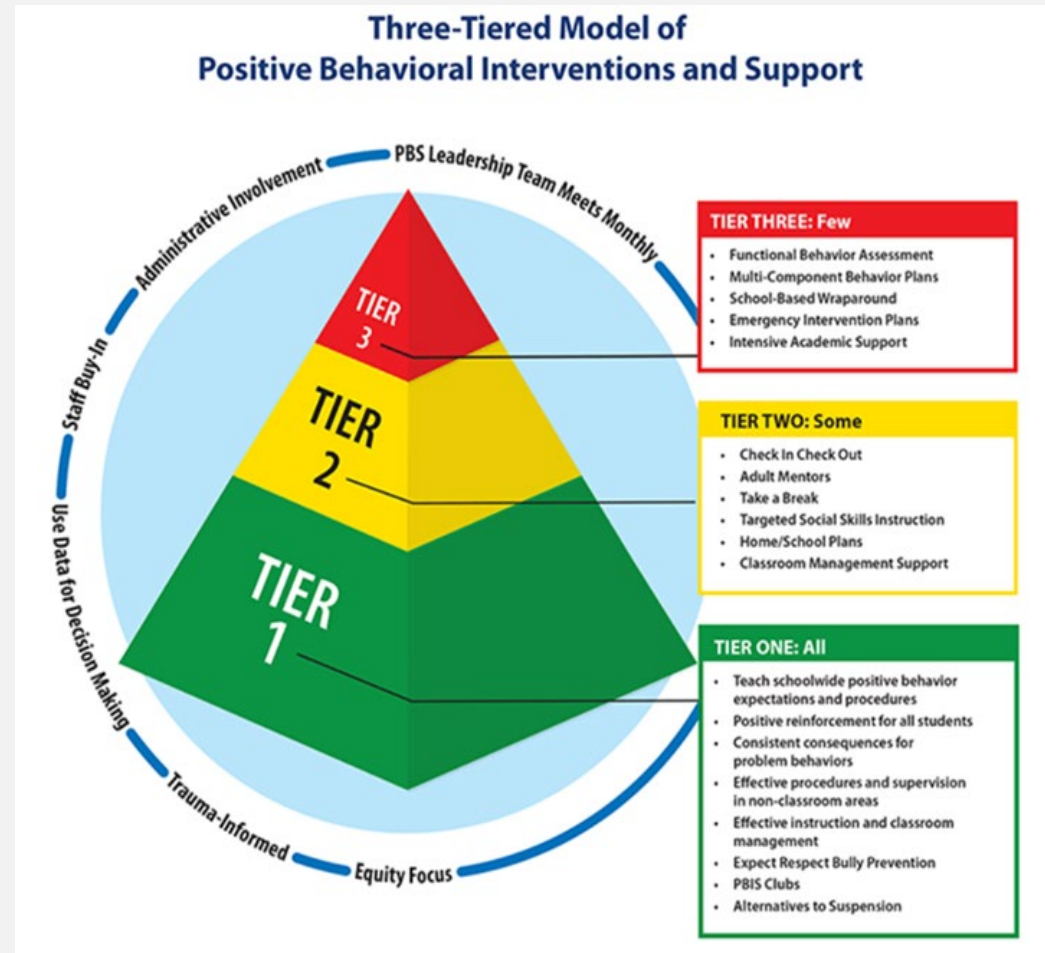 Three-Tiered Model of
Positive Behavioral Interventions and Support
PBS Leadership Team Meets Monthly
Administrative Involvement
Staff Buy-In
Use Data for Decision Making
Trauma-Informed
Equity Focus
TIER
3
TIER
2
TIER
1
TIER THREE: Few
• Functional Behavior Assessment
• Multi-Component Behavior Plans
• School-Based Wraparound
• Emergency Intervention Plans
• Intensive Academic Support
TIER TWO: Some
• Check In Check Out
• Adult Mentors
• Take a Break
• Targeted Social Skills Instruction
• Home/School Plans
• Classroom Management Support
TIER ONE: All
• Teach schoolwide positive behavior
expectations and procedures
• Positive reinforcement for all students
• Consistent consequences for
problem behaviors
• Effective procedures and supervision
in non-classroom areas
• Effective instruction and classroom
management
• Expect Respect Bully Prevention
• PBIS Clubs
• Alternatives to Suspension